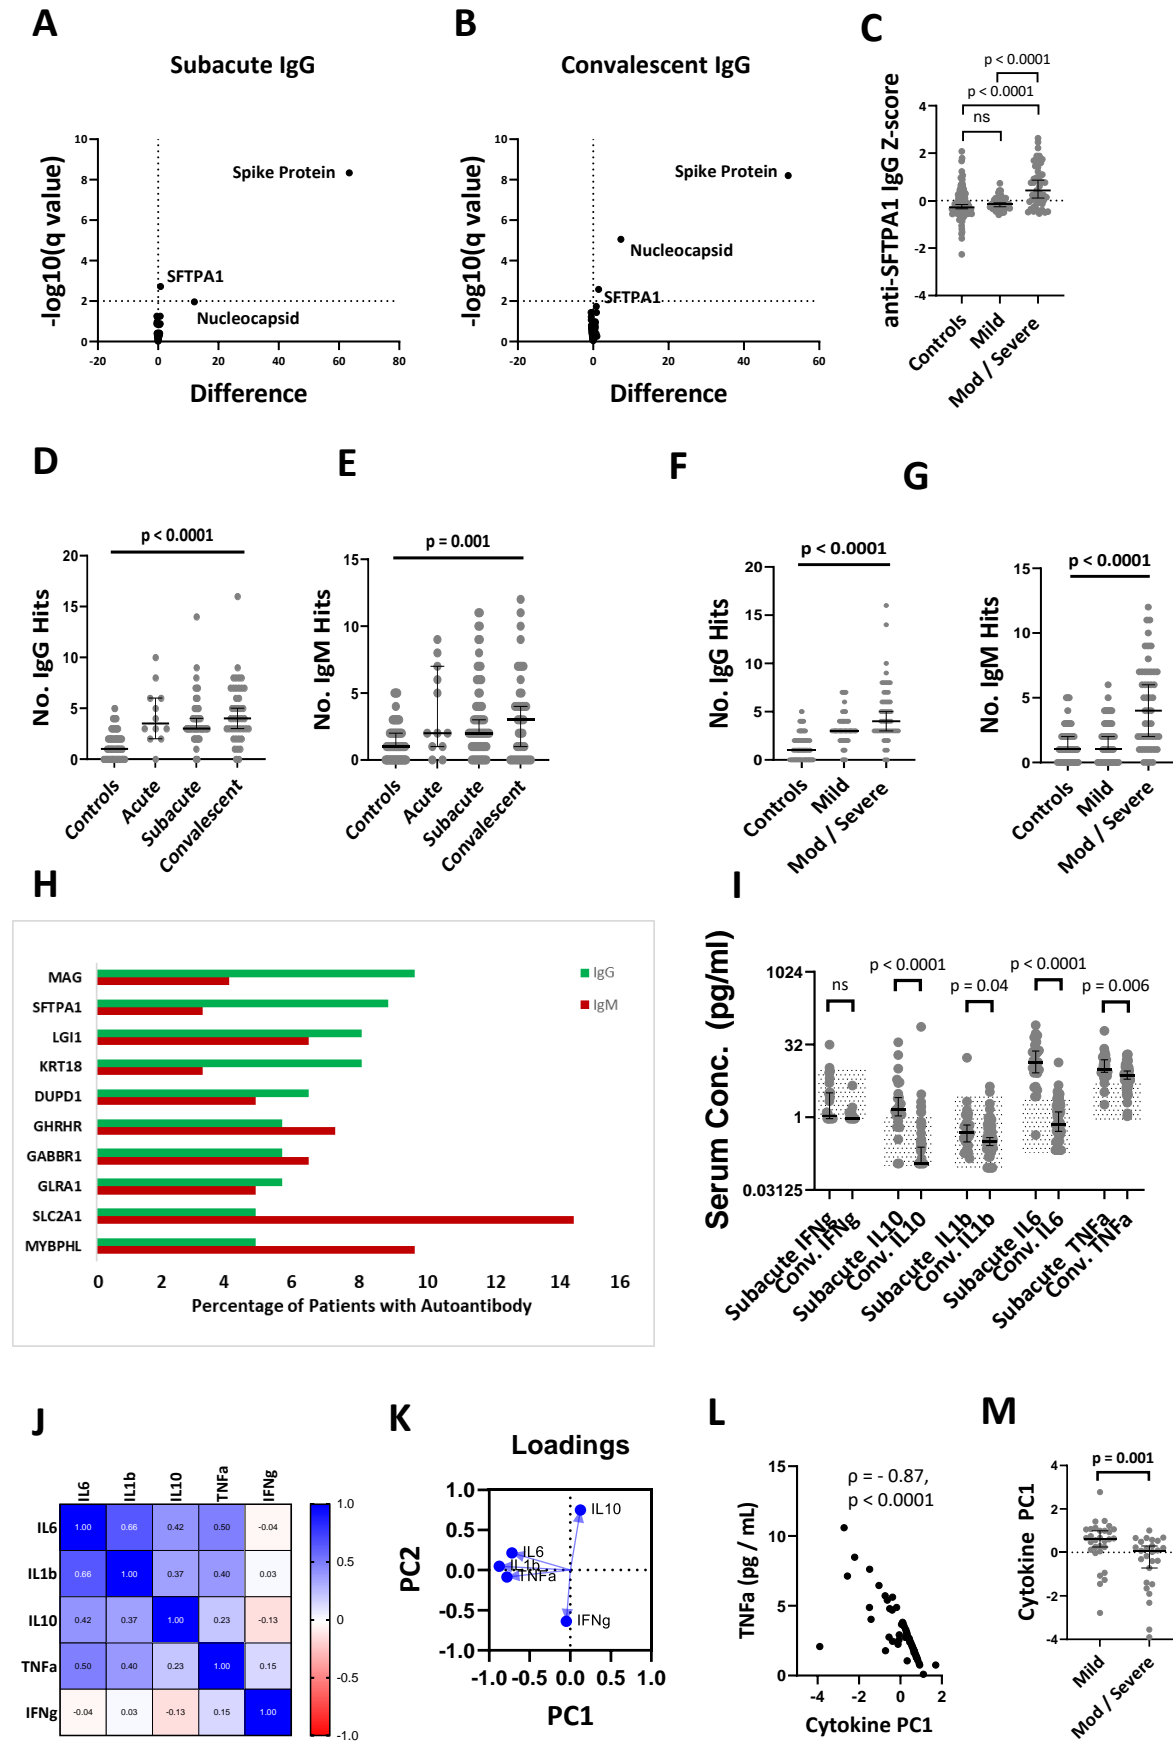 A
Subacute IgG
-log10(q value)
10
8
6
4
2
0
-20
0
20
40
60
80
Spike Protein
SFTPA1
Nucleocapsid
Difference
B
Convalescent IgG
-log10(q value)
10
8
6
4
2
0
-20
0
20
40
60
Spike Protein
Nucleocapsid
SFTPA1
Difference
C
p < 0.0001
p < 0.0001
ns
anti-SFTPA1 IgG Z-score
4
2
0
-2
-4
Controls
Mild
Mod / Severe
D
p < 0.0001
No. IgG Hits
20
15
10
5
0
Controls
Acute
Subacute
Convalescent
E
p = 0.001
No. IgM Hits
15
10
5
0
Controls
Acute
Subacute
Convalescent
F
p < 0.0001
No. IgG Hits
20
15
10
5
0
Controls
Mild
Mod / Severe
G
p < 0.0001
No. IgM Hits
15
10
5
0
Controls
Mild
Mod / Severe
H
MAG
SFTPA1
LGI1
KRT18
DUPD1
GHRHR
GABBR1
GLRA1
SLC2A1
MYBPHL
IgG
IgM
0 2 4 6 8 10 12 14 16
Percentage of Patients with Autoantibody
I
Serum Conc. (pg/ml)
1024
32
1
0.03125
ns
p < 0.0001
p = 0.04
p < 0.0001
p = 0.006
Subacute IFNg
Conv. IFNg
Subacute IL10
Conv. IL10
Subacute IL1b
Conv. IL1b
Subacute IL6
Conv. IL6
Subacute TNFa
Conv. TNFa
J
IL6 IL1b IL10 TNFa IFNg
IL6 1.00 0.66 0.42 0.50 -0.04
IL1b 0.66 1.00 0.37 0.40 0.03
IL10 0.42 0.37 1.00 0.23 -0.13
TNFa 0.50 0.40 0.23 1.00 0.15
IFNg -0.04 0.03 -0.13 0.15 1.00
1.0
0.5
0
-0.5
-1.0
K
Loadings
PC2
1.0
0.5
0.0
-0.5
-1.0
-1.0 -0.5 0.0 0.5 1.0
IL10
IL6
IL1b
TNFa
IFNg
PC1
L
ρ = - 0.87,
p < 0.0001
TNFa (pg / mL)
15
10
5
0
-4 -2 0 2
Cytokine PC1
M
p = 0.001
Cytokine PC1
4
2
0
-2
-4
Mild
Mod / Severe